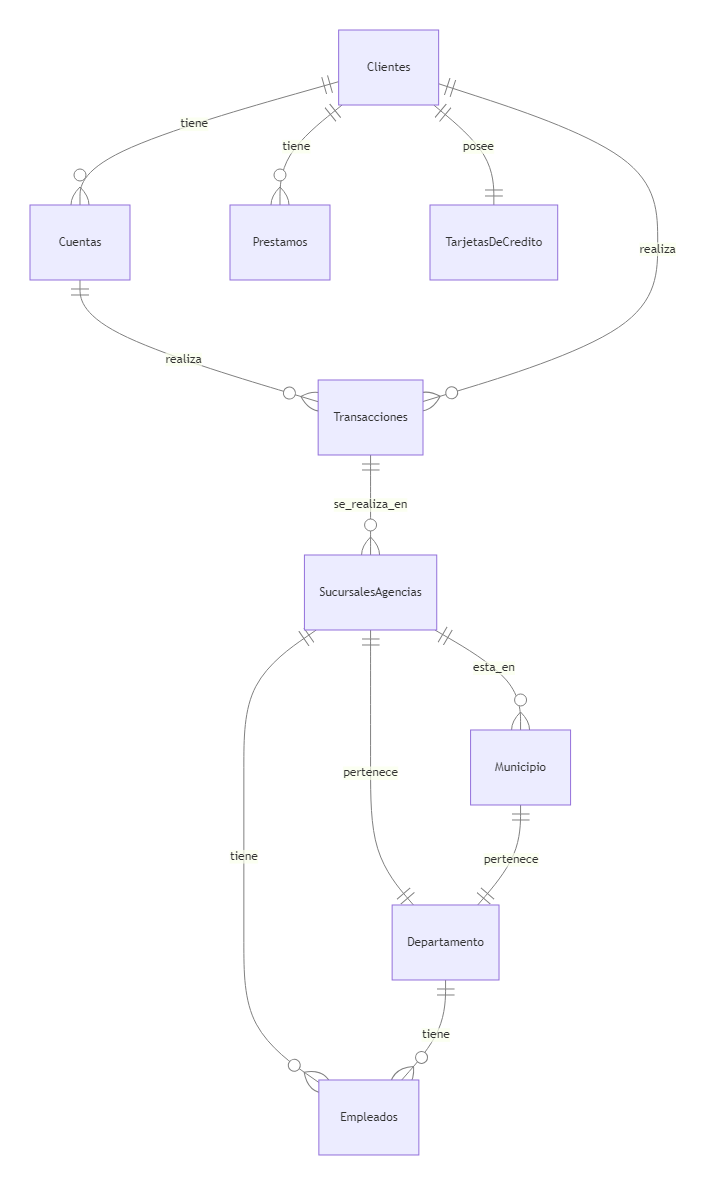 Clientes
tiene
tiene
posee
Cuentas
Prestamos
TarjetasDeCredito
realiza
realiza
Transacciones
se_realiza_en
SucursalesAgencias
esta_en
Municipio
pertenece
tiene
pertenece
Departamento
tiene
Empleados